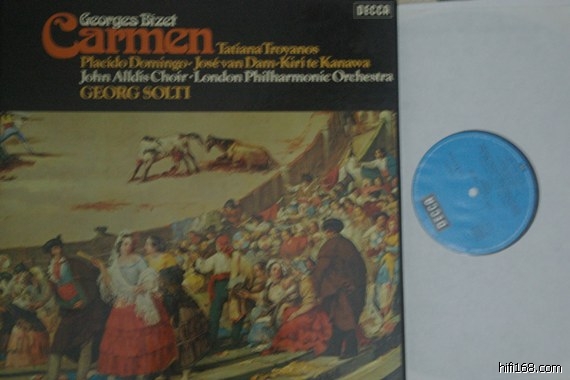 Georges Bizet
DECCA
Carmen Tatiana Troyanos
Placido Domingo · José van Dam · Kiri te Kanawa
John Alldis Choir · London Philharmonic Orchestra
GEORG SOLTI
DECCA
hifi168.com